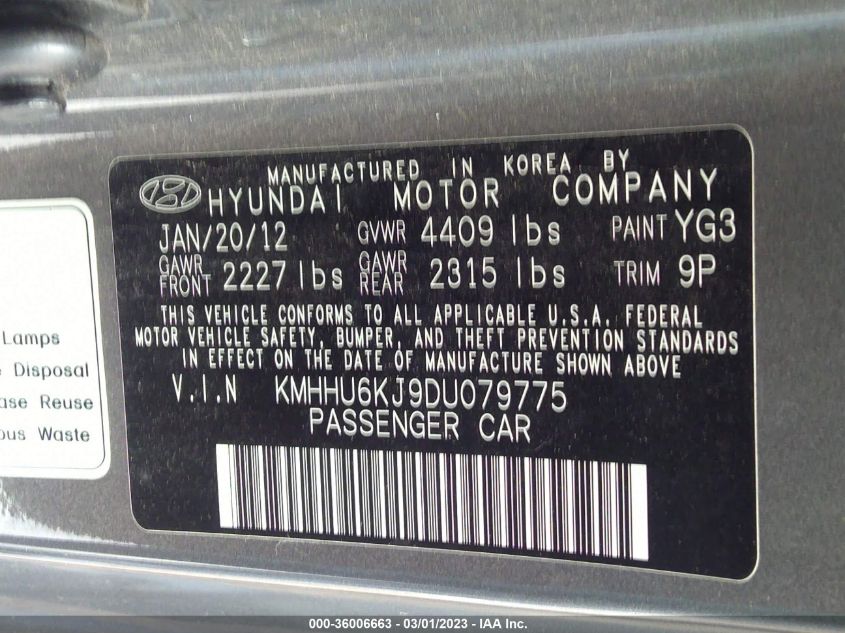 MANUFACTURED IN KOREA BY
HYUNDAI MOTOR COMPANY
JAN/20/12 GVWR 4409 lbs PAINT YG3
GAWR FRONT 2227 lbs GAWR REAR 2315 lbs TRIM 9P
THIS VEHICLE CONFORMS TO ALL APPLICABLE U.S.A. FEDERAL
MOTOR VEHICLE SAFETY, BUMPER, AND THEFT PREVENTION STANDARDS
IN EFFECT ON THE DATE OF MANUFACTURE SHOWN ABOVE
V.I.N KMHHU6KJ9DU079775
PASSENGER CAR
Lamps
Disposal
Reuse
Waste
000-36006663 - 03/01/2023 - IAA Inc.